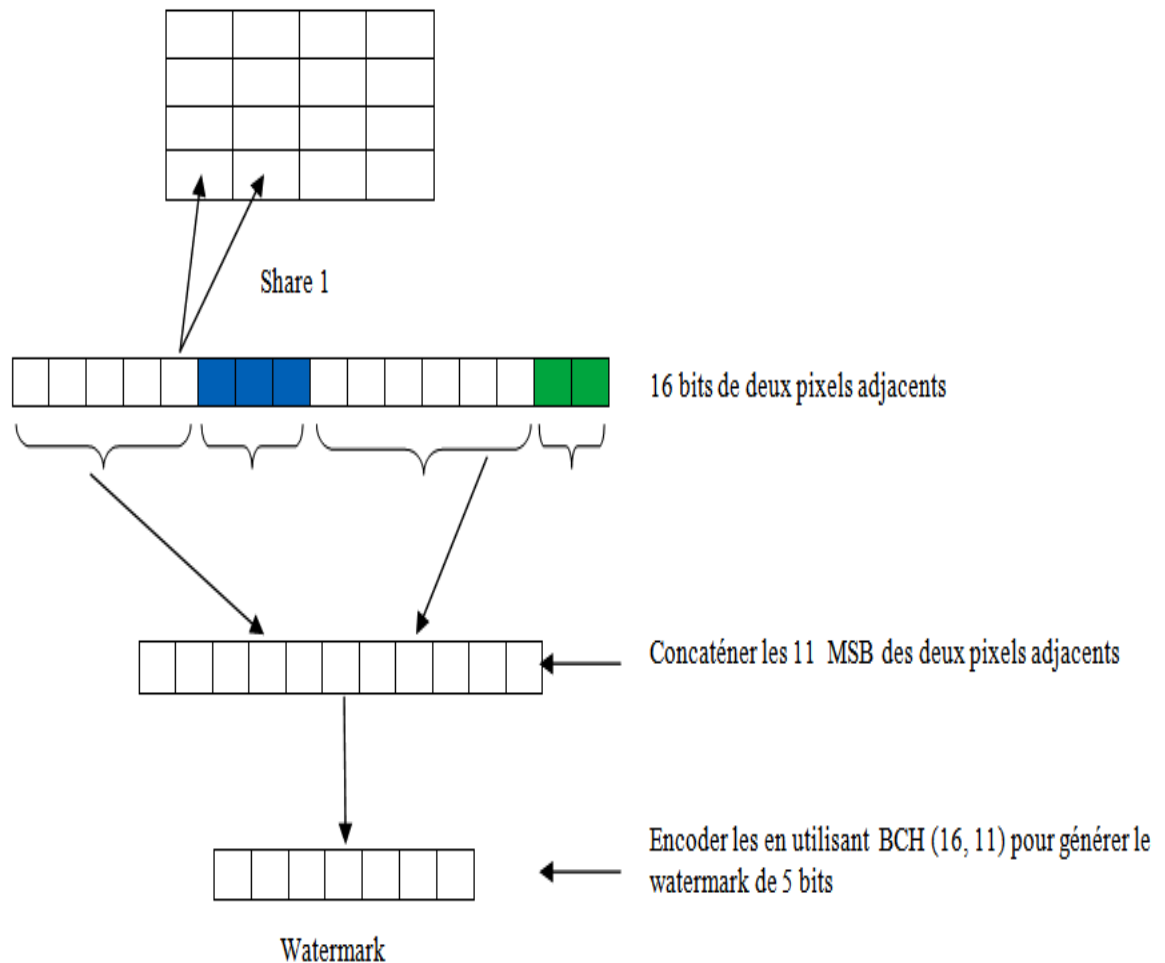 Share 1
16 bits de deux pixels adjacents
Concaténer les 11 MSB des deux pixels adjacents
Encoder les en utilisant BCH (16, 11) pour générer le
watermark de 5 bits
Watermark